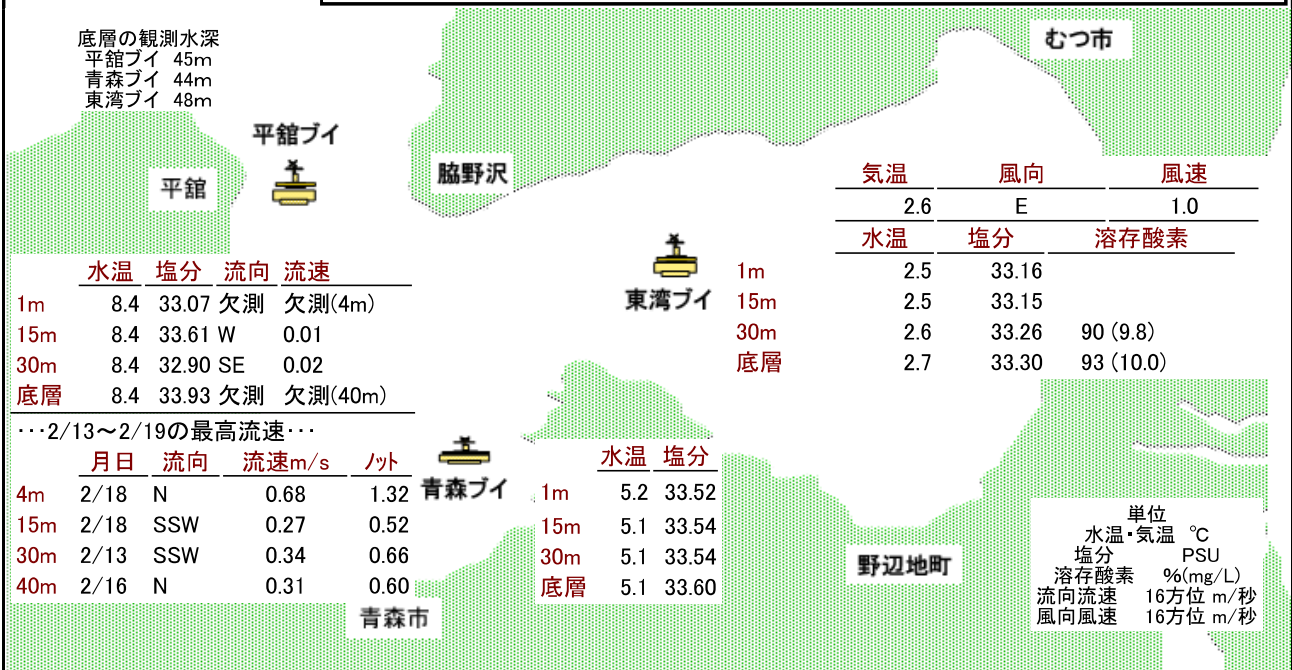 底層の観測水深
平舘ブイ 45m
青森ブイ 44m
東湾ブイ 48m
むつ市
平舘ブイ
平舘
脇野沢
気温 風向 風速
2.6 E 1.0
水温 塩分 溶存酸素
1m 2.5 33.16
15m 2.5 33.15
30m 2.6 33.26 90 (9.8)
底層 2.7 33.30 93 (10.0)
東湾ブイ
水温 塩分 流向 流速
1m 8.4 33.07 欠測 欠測(4m)
15m 8.4 33.61 W 0.01
30m 8.4 32.90 SE 0.02
底層 8.4 33.93 欠測 欠測(40m)
･･･2/13～2/19の最高流速･･･
月日 流向 流速m/s ﾉｯﾄ
4m 2/18 N 0.68 1.32
15m 2/18 SSW 0.27 0.52
30m 2/13 SSW 0.34 0.66
40m 2/16 N 0.31 0.60
青森ブイ
水温 塩分
1m 5.2 33.52
15m 5.1 33.54
30m 5.1 33.54
底層 5.1 33.60
青森市
野辺地町
単位
水温･気温 ℃
塩分 PSU
溶存酸素 %(mg/L)
流向流速 16方位 m/秒
風向風速 16方位 m/秒